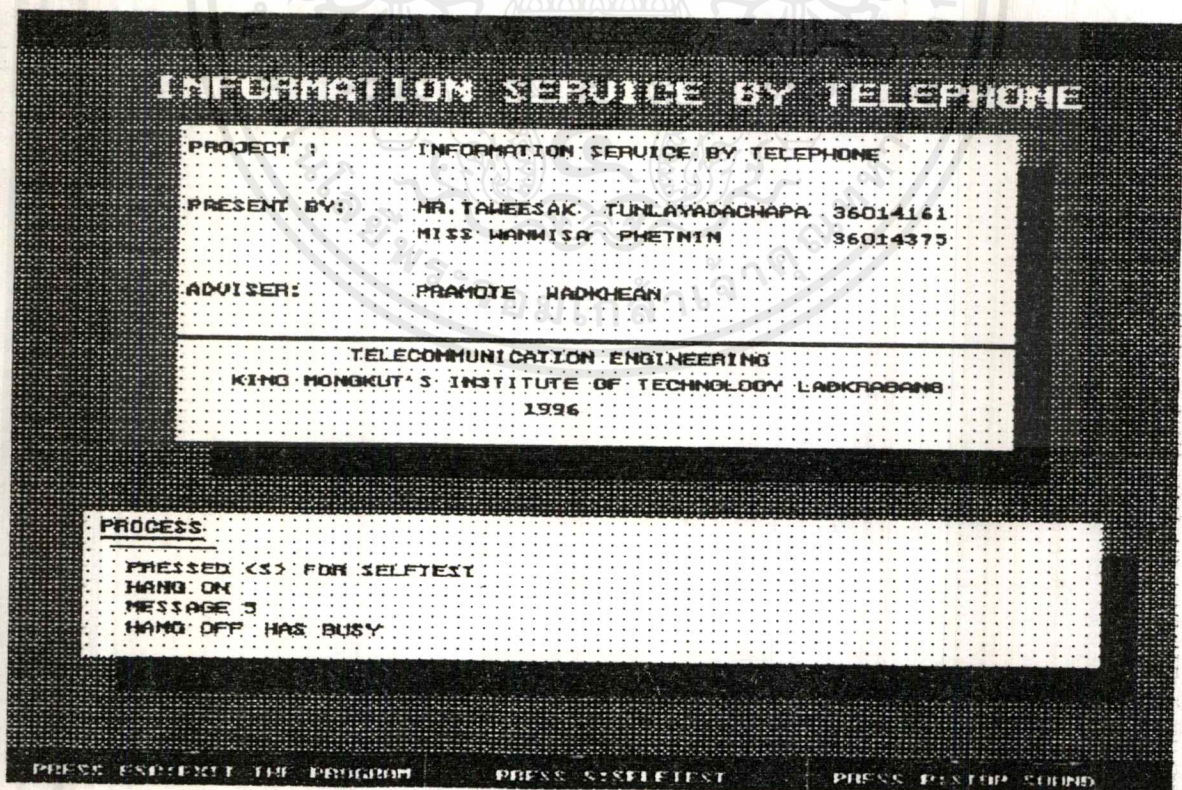 INFORMATION SERVICE BY TELEPHONE
PROJECT : INFORMATION SERVICE BY TELEPHONE
PRESENT BY: MR.TAWEESAK TUNLAYADACHAPA 36014161
MISS WANWISA PHETNIN 36014375
ADVISER: PRAMOTE WADKHEAN
TELECOMMUNICATION ENGINEERING
KING MONGKUT'S INSTITUTE OF TECHNOLOGY LADKRABANG
1996
PROCESS
PRESSED <S> FOR SELFTEST
HANG ON
MESSAGE 5
HANG OFF HAS BUSY
PRESS ESC:EXIT THE PROGRAM PRESS S:SELFTEST PRESS P:STOP SOUND